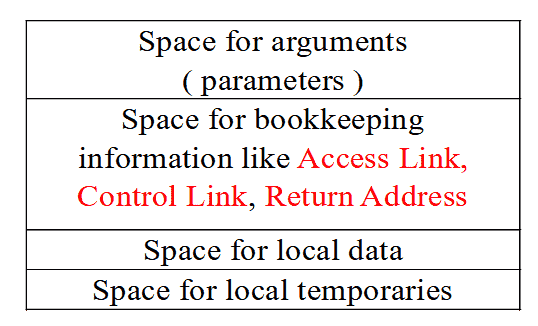 Space for arguments
( parameters )
Space for bookkeeping
information like Access Link,
Control Link, Return Address
Space for local data
Space for local temporaries